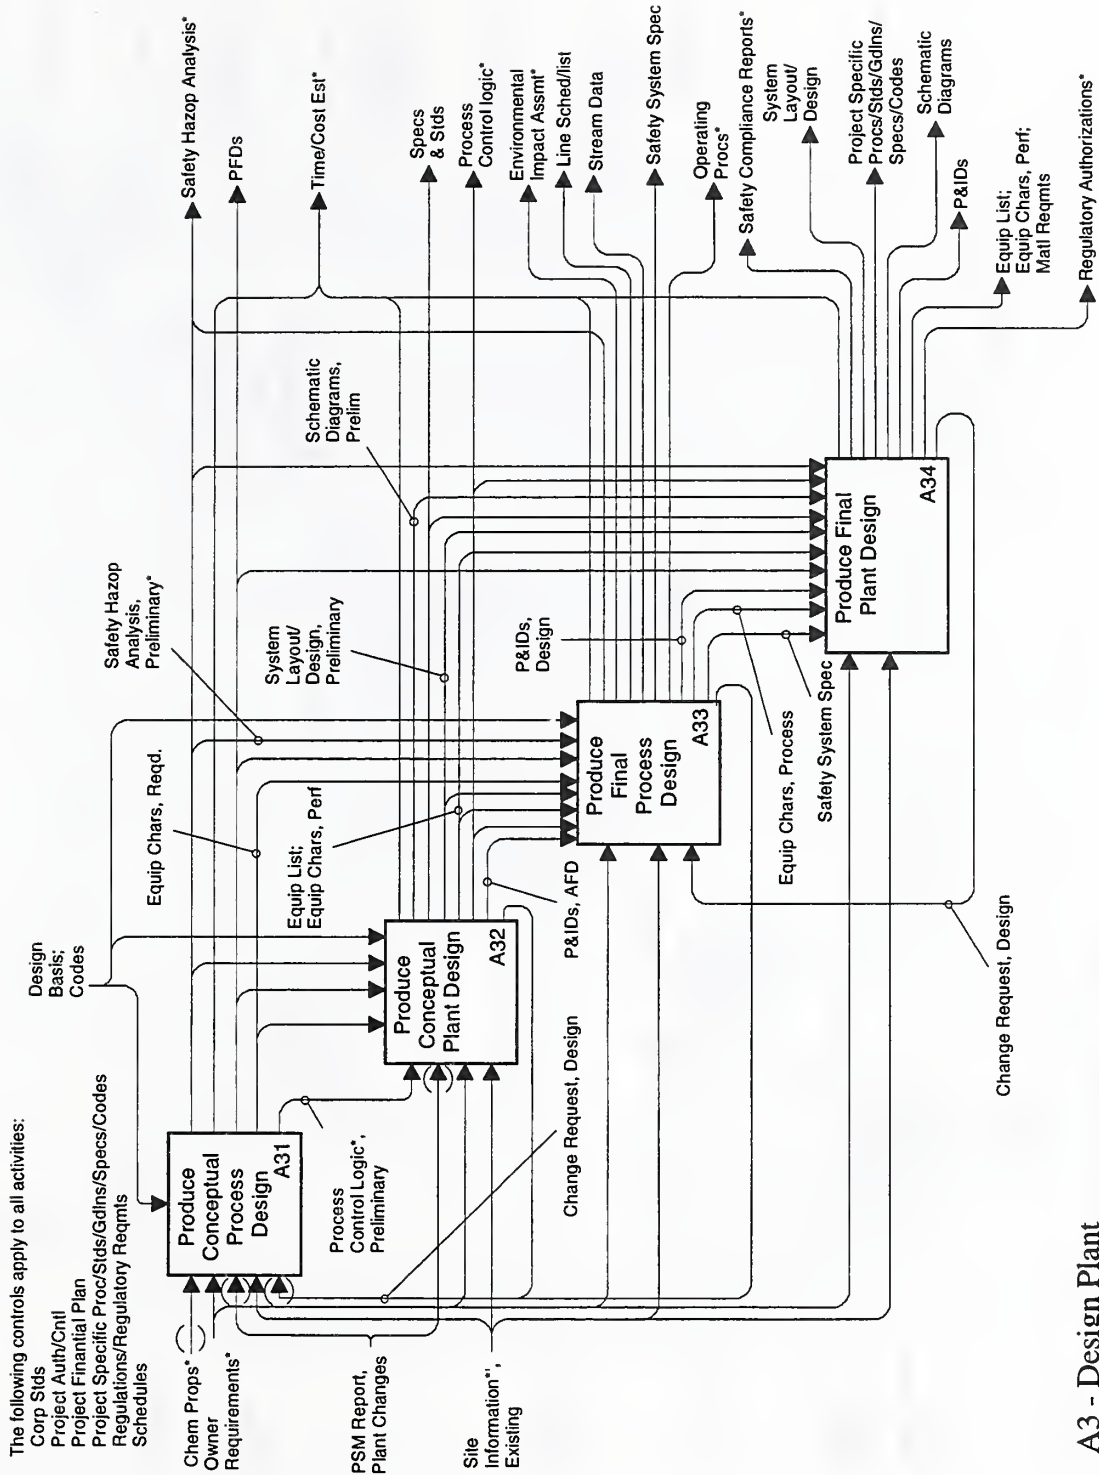 The following controls apply to all activities:
Corp Stds
Project Auth/Cntl
Project Finantial Plan
Project Specific Proc/Stds/Gdlns/Specs/Codes
Regulations/Regulatory Reqmts
Schedules
Design
Basis;
Codes
Chem Props*
Owner
Requirements*
PSM Report,
Plant Changes
Site
Information*',
Existing
Produce
Conceptual
Process
Design
A31
Process
Control Logic*,
Preliminary
Equip Chars, Reqd.
Safety Hazop
Analysis,
Preliminary*
Produce
Conceptual
Plant Design
A32
Equip List;
Equip Chars, Perf
System
Layout/
Design,
Preliminary
Schematic
Diagrams,
Prelim
P&IDs, AFD
Change Request, Design
Produce
Final
Process
Design
A33
P&IDs,
Design
Equip Chars, Process
Safety System Spec
Produce Final
Plant Design
A34
Change Request, Design
Safety Hazop Analysis*
PFDs
Time/Cost Est*
Specs
& Stds
Process
Control logic*
Environmental
Impact Assmt*
Line Sched/list
Stream Data
Safety System Spec
Operating
Procs*
Safety Compliance Reports*
System
Layout/
Design
Project Specific
Procs/Stds/Gdlns/
Specs/Codes
Schematic
Diagrams
P&IDs
Equip List;
Equip Chars, Perf;
Matl Reqmts
Regulatory Authorizations*
A3 - Design Plant